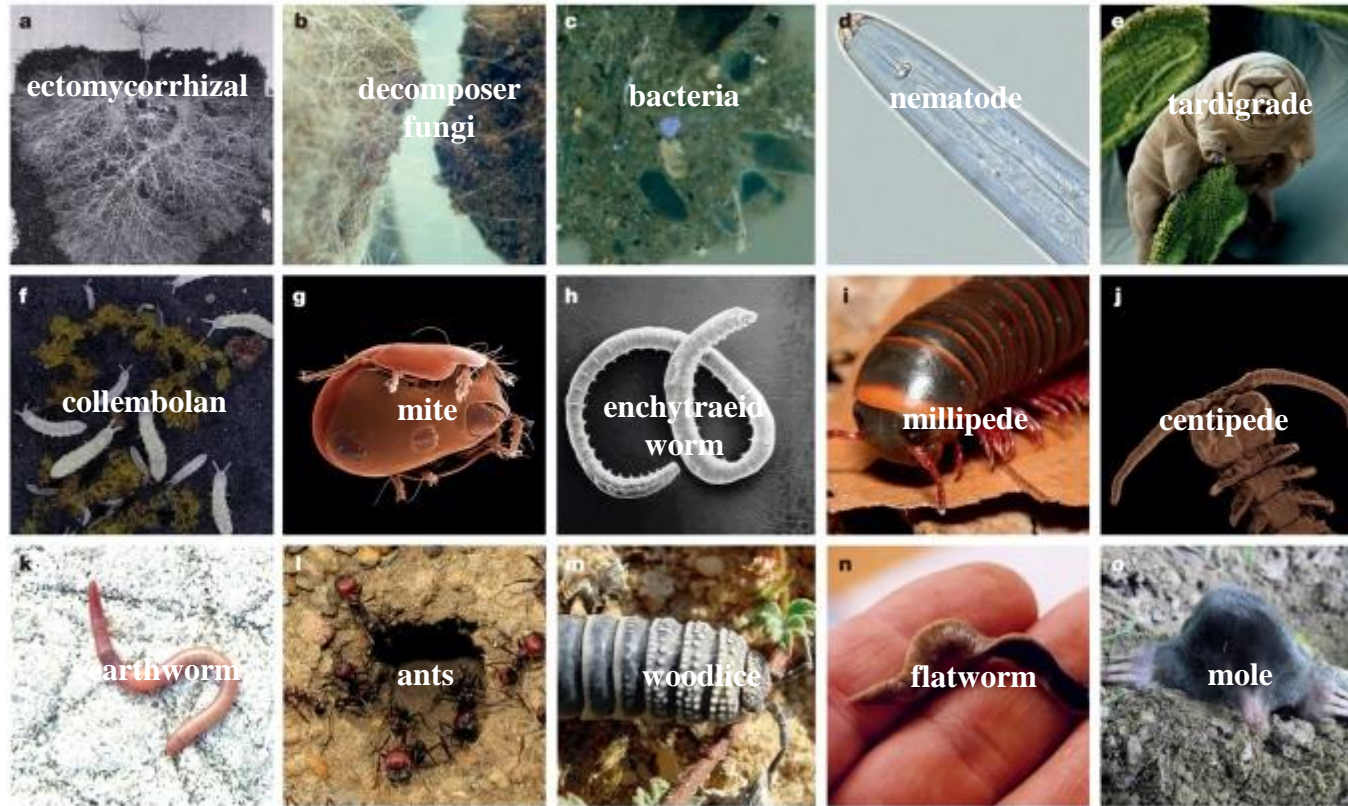 a
ectomycorrhizal
b
decomposer
fungi
c
bacteria
d
nematode
e
tardigrade
f
collembolan
g
mite
h
enchytraeid
worm
i
millipede
j
centipede
k
earthworm
l
ants
m
woodlice
n
flatworm
o
mole